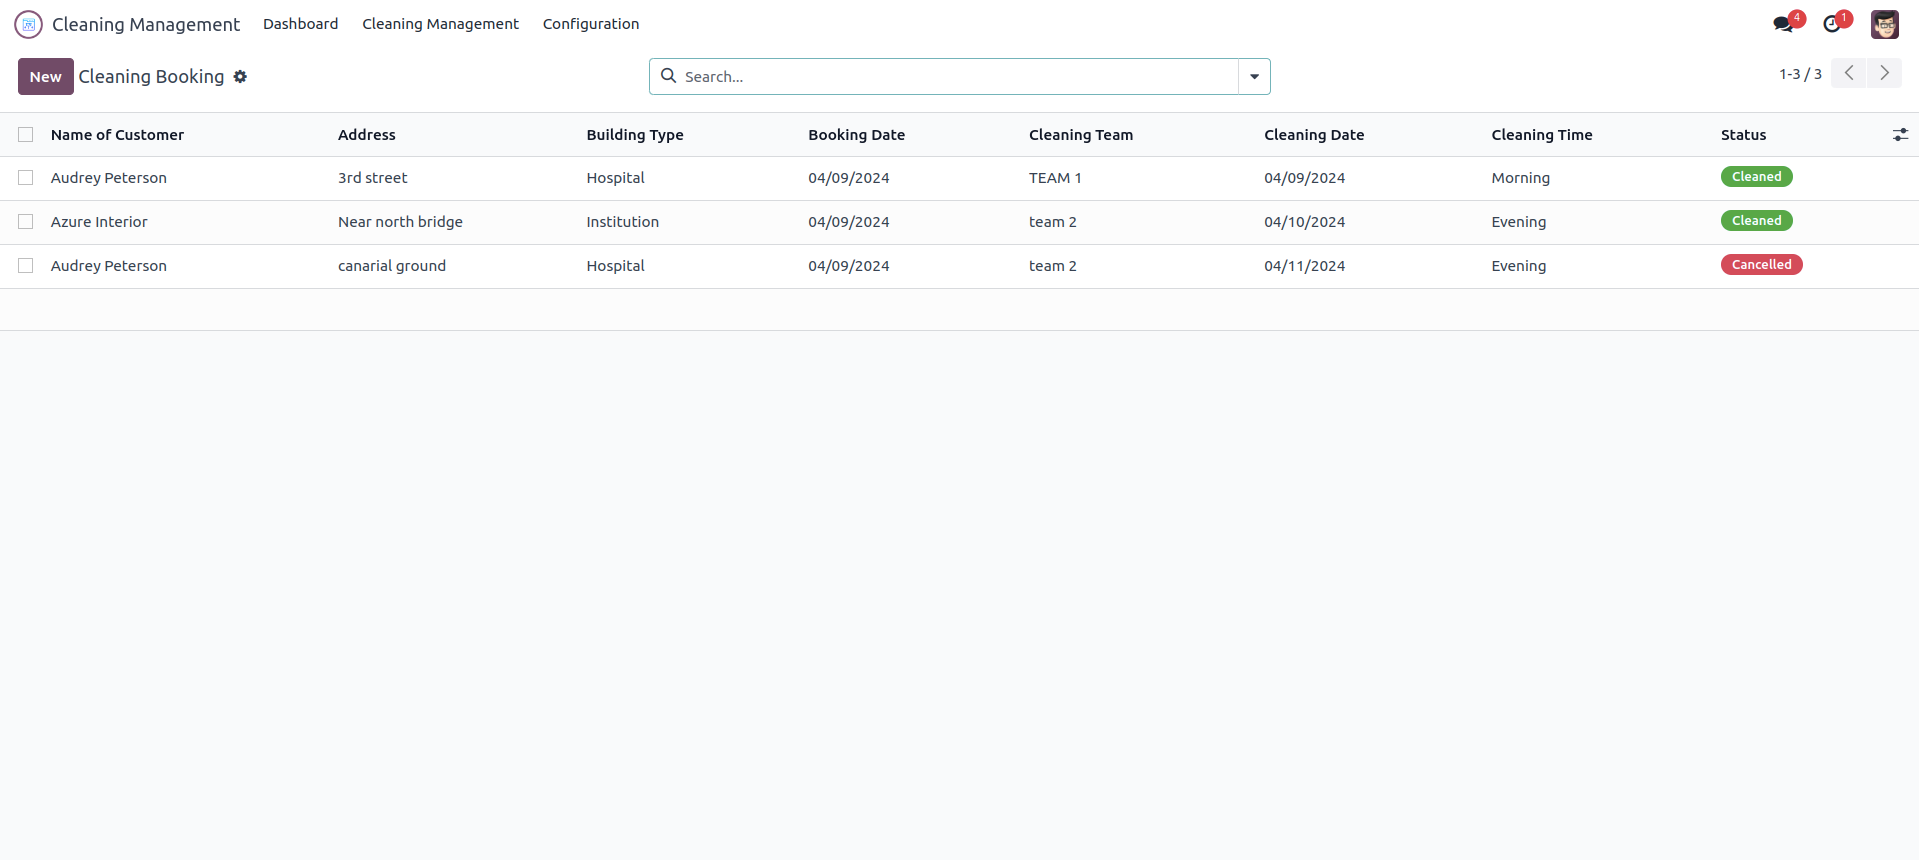 Cleaning Management Dashboard Cleaning Management Configuration 4 1
New Cleaning Booking Search... 1-3 / 3
Name of Customer Address Building Type Booking Date Cleaning Team Cleaning Date Cleaning Time Status
Audrey Peterson 3rd street Hospital 04/09/2024 TEAM 1 04/09/2024 Morning Cleaned
Azure Interior Near north bridge Institution 04/09/2024 team 2 04/10/2024 Evening Cleaned
Audrey Peterson canarial ground Hospital 04/09/2024 team 2 04/11/2024 Evening Cancelled